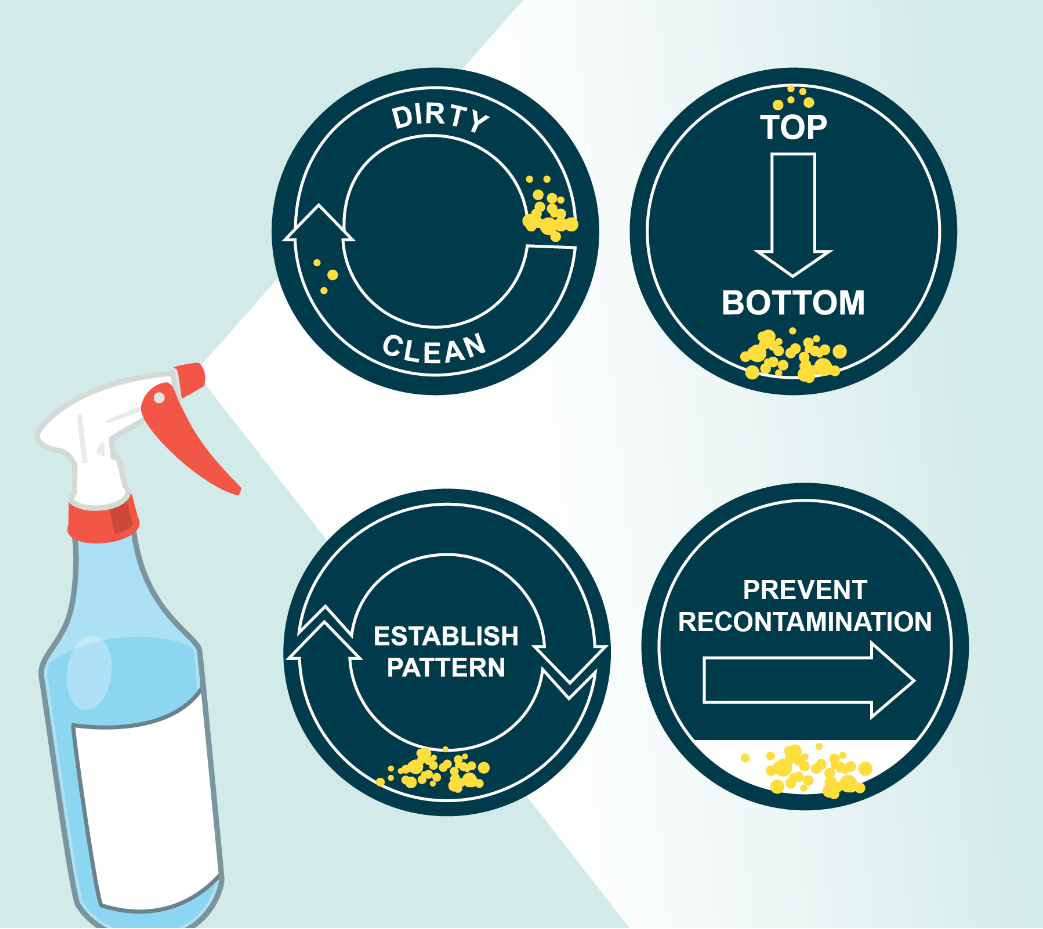 DIRTY
CLEAN
TOP
BOTTOM
ESTABLISH
PATTERN
PREVENT
RECONTAMINATION